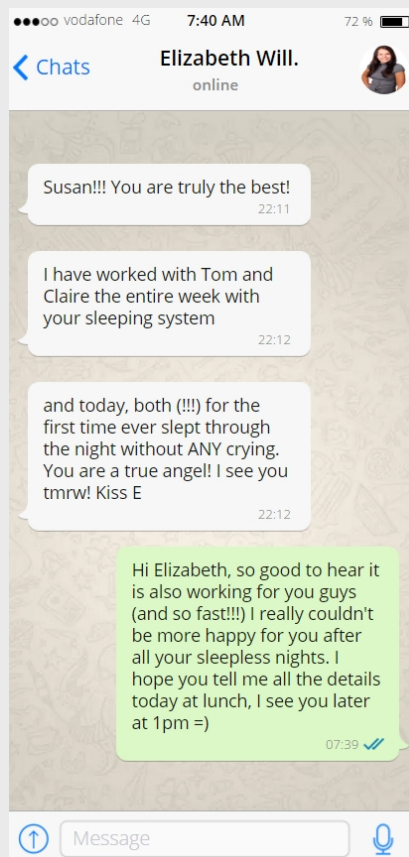 vodafone 4G 7:40 AM 72 %
Chats
Elizabeth Will.
online
Susan!!! You are truly the best!
22:11
I have worked with Tom and
Claire the entire week with
your sleeping system
22:12
and today, both (!!!) for the
first time ever slept through
the night without ANY crying.
You are a true angel! I see you
tmrw! Kiss E
22:12
Hi Elizabeth, so good to hear it
is also working for you guys
(and so fast!!!) I really couldn't
be more happy for you after
all your sleepless nights. I
hope you tell me all the details
today at lunch, I see you later
at 1pm =)
07:39
Message